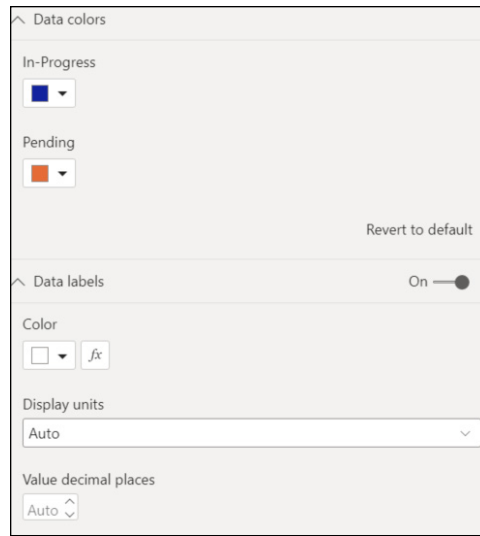 Data colors
In-Progress
Pending
Revert to default
Data labels On
Color
fx
Display units
Auto
Value decimal places
Auto